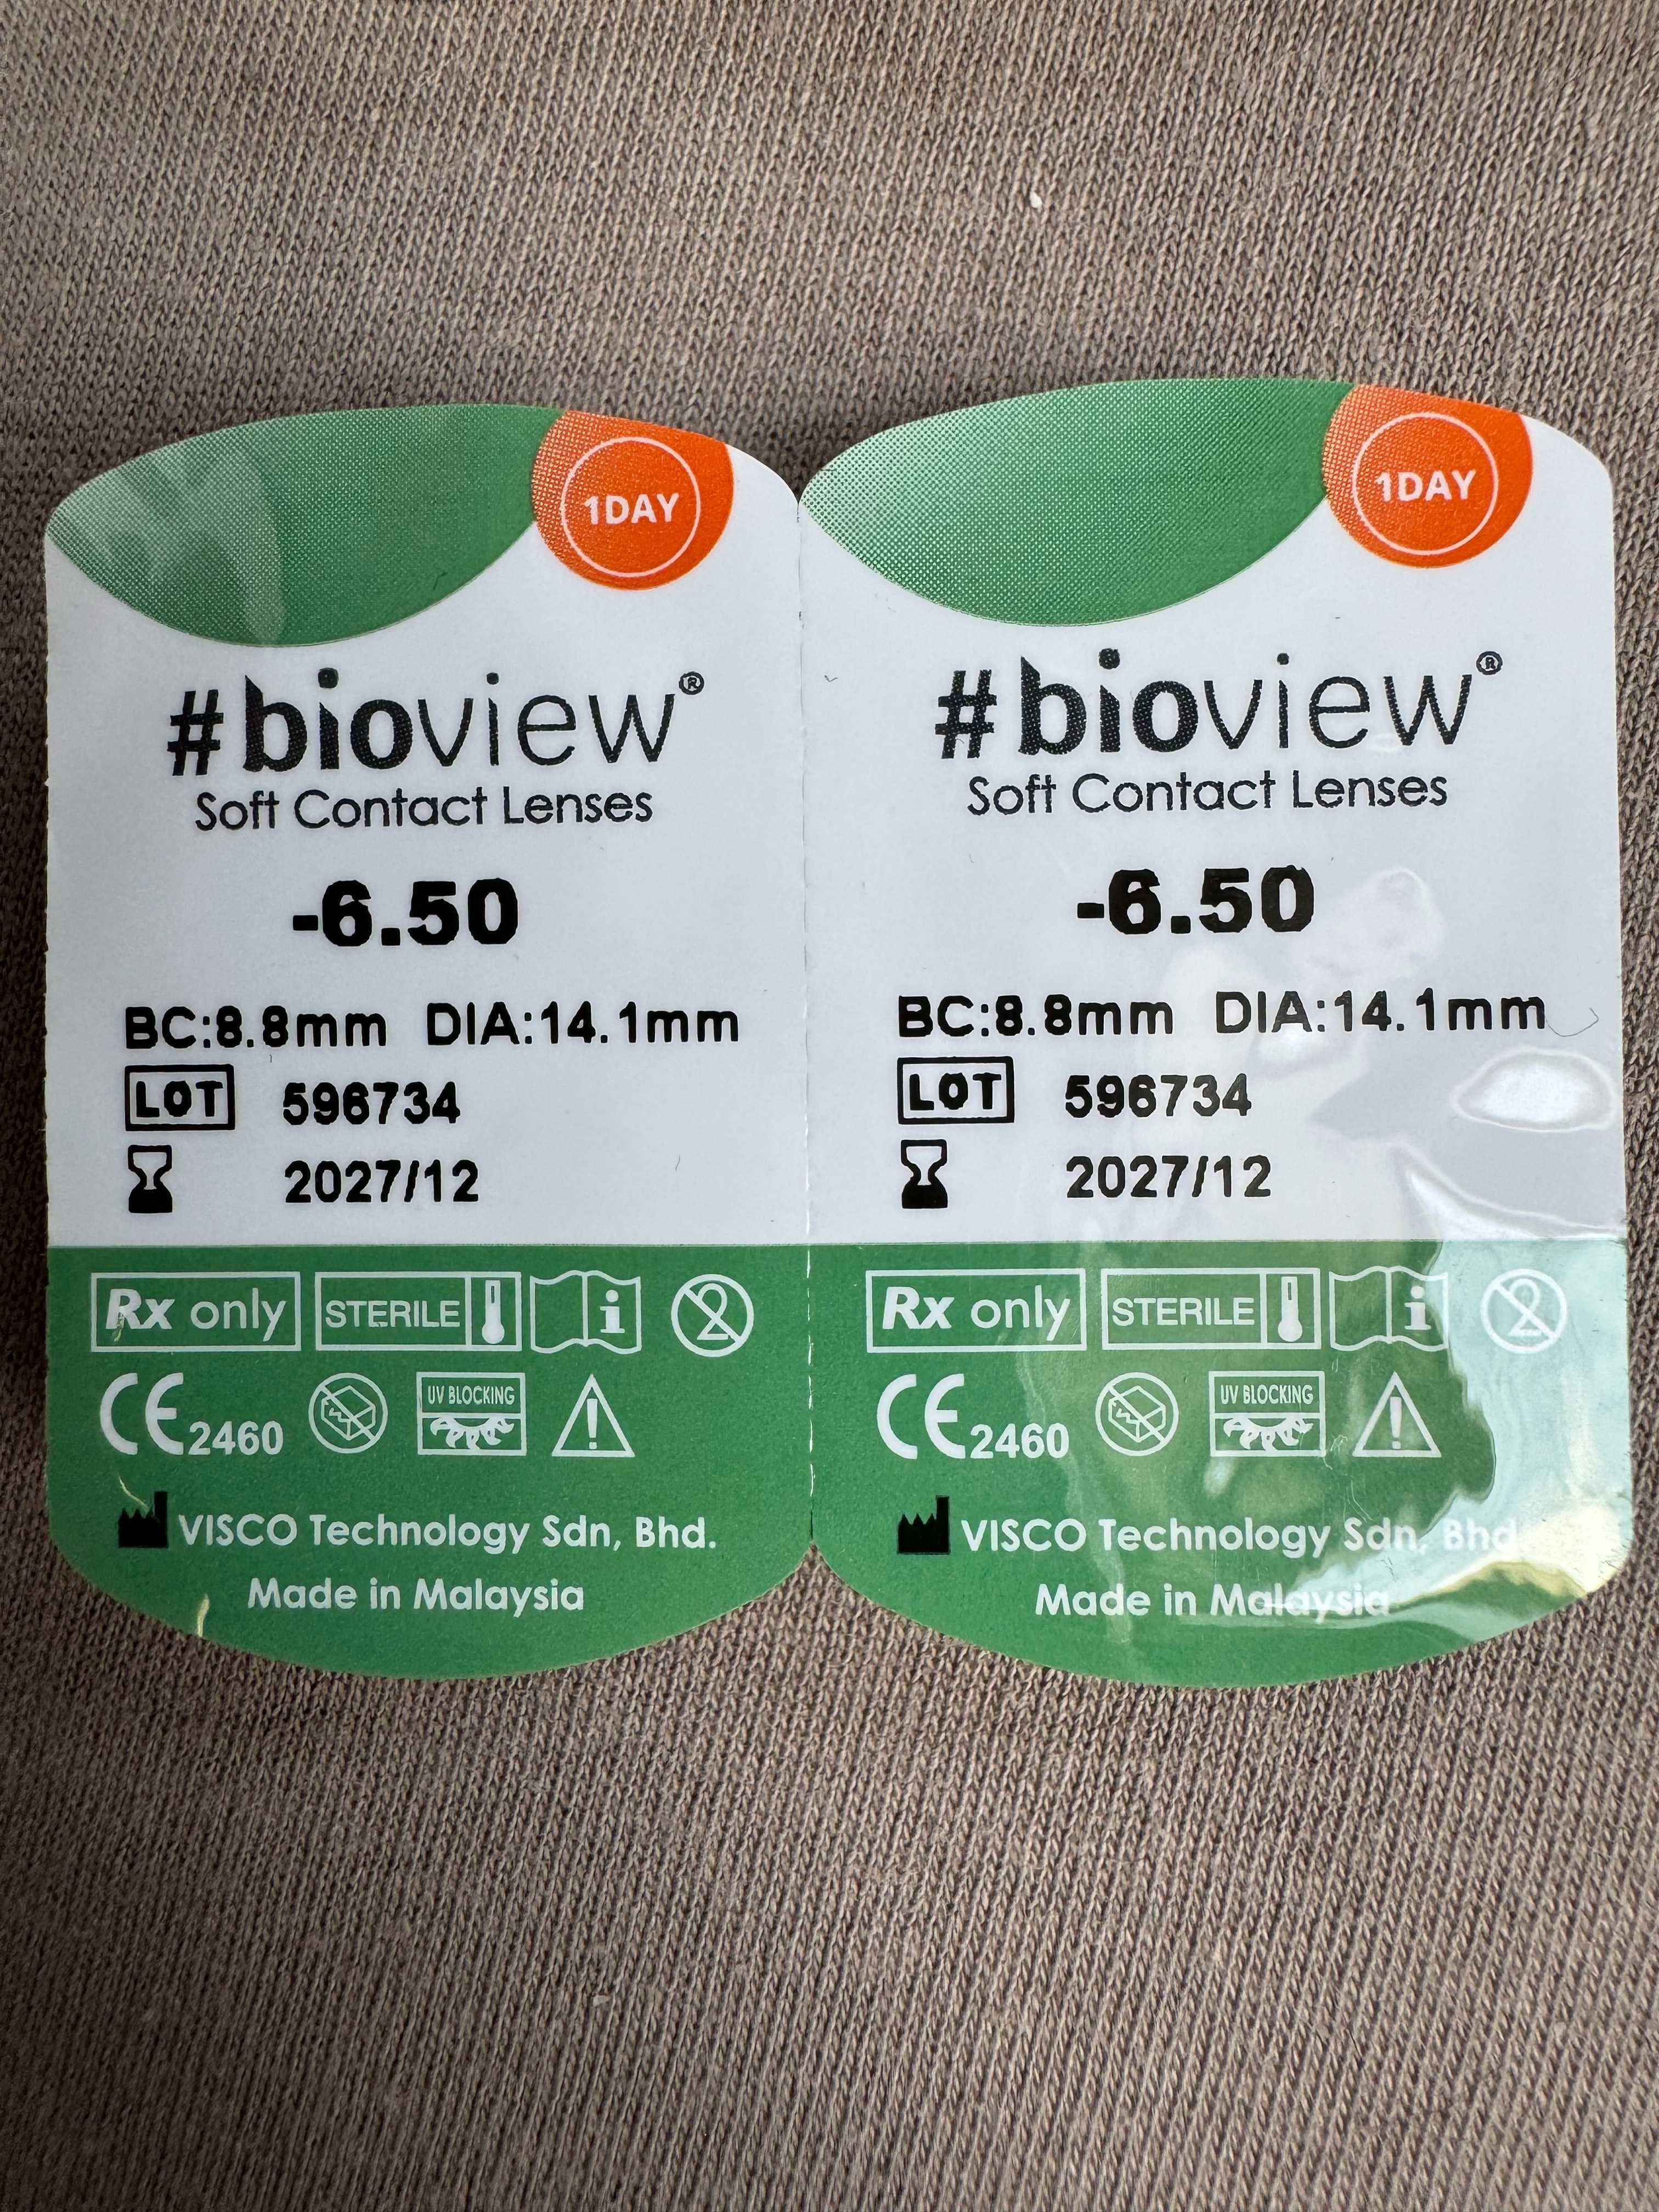 1DAY
#bioview®
Soft Contact Lenses
-6.50
BC:8.8mm DIA:14.1mm
LOT 596734
2027/12
Rx only STERILE i 2
CE 2460 UV BLOCKING !
VISCO Technology Sdn, Bhd.
Made in Malaysia
1DAY
#bioview®
Soft Contact Lenses
-6.50
BC:8.8mm DIA:14.1mm
LOT 596734
2027/12
Rx only STERILE i 2
CE 2460 UV BLOCKING !
VISCO Technology Sdn, Bhd
Made in Malaysia